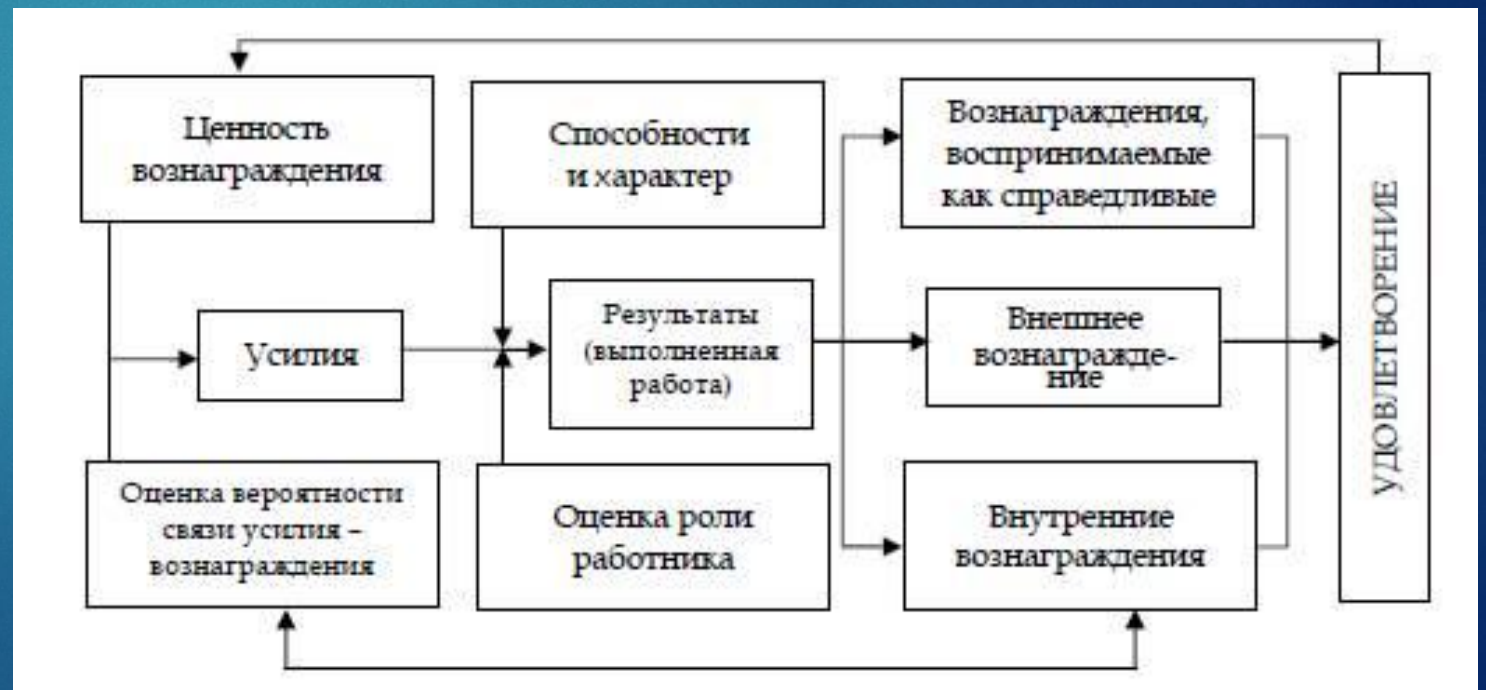 Ценность
вознаграждения
Способности
и характер
Вознаграждения,
воспринимаемые
как справедливые
Усилия
Результаты
(выполненная
работа)
Внешнее
вознагражде-
ние
УДОВЛЕТВОРЕНИЕ
Оценка вероятности
связи усилия –
вознаграждения
Оценка роли
работника
Внутренние
вознаграждения